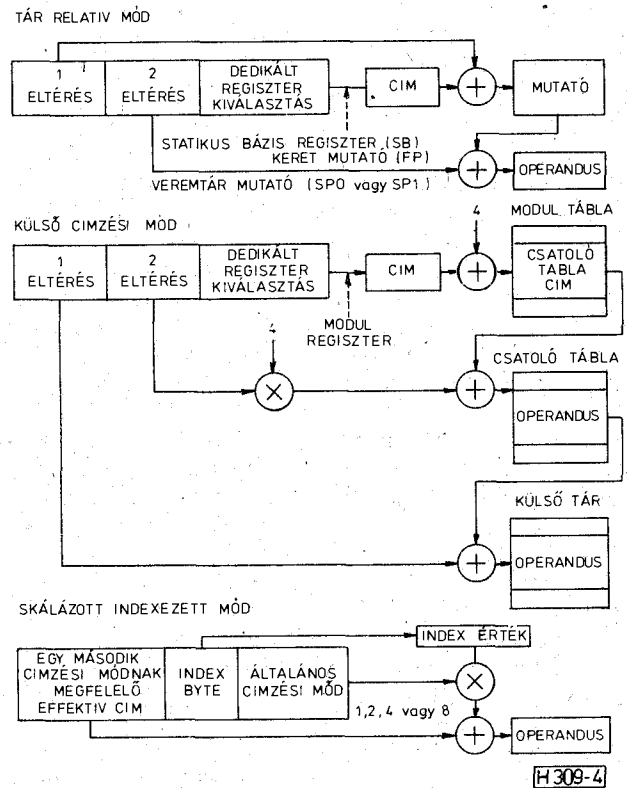 TÁR RELATIV MÓD
1
ELTÉRÉS
2
ELTÉRÉS
DEDIKÁLT
REGISZTER
KIVÁLASZTÁS
CIM
+
MUTATÓ
STATIKUS BÁZIS REGISZTER (SB)
KERET MUTATÓ (FP)
VEREMTÁR MUTATÓ (SP0 vagy SP1)
+
OPERANDUS
KÜLSŐ CIMZÉSI MÓD
1
ELTÉRÉS
2
ELTÉRÉS
DEDIKÁLT
REGISZTER
KIVÁLASZTÁS
CIM
4
+
MODUL TÁBLA
CSATOLÓ
TÁBLA
CIM
MODUL
REGISZTER
4
×
+
CSATOLÓ TÁBLA
OPERANDUS
KÜLSŐ TÁR
+
OPERANDUS
SKÁLÁZOTT INDEXEZETT MÓD
EGY MÁSODIK
CIMZÉSI MÓDNAK
MEGFELELŐ
EFFEKTIV CIM
INDEX
BYTE
ÁLTALÁNOS
CIMZÉSI MÓD
INDEX ÉRTÉK
×
1,2,4 vagy 8
+
OPERANDUS
H 309-4